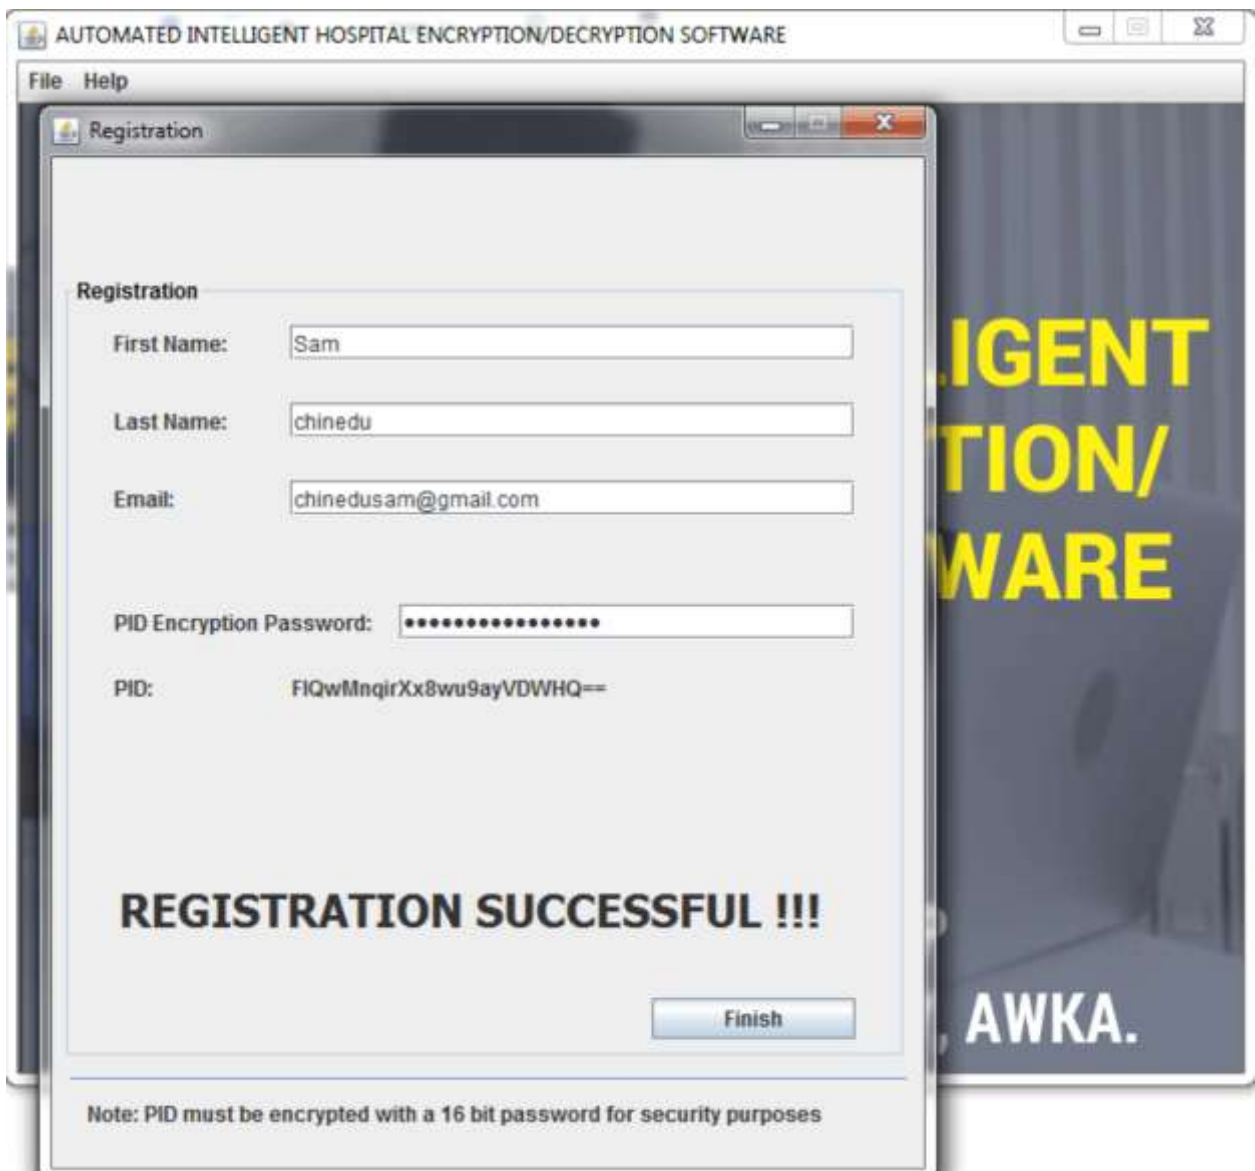 AUTOMATED INTELLIGENT HOSPITAL ENCRYPTION/DECRYPTION SOFTWARE
File Help
Registration
Registration
First Name: Sam
Last Name: chinedu
Email: chinedusam@gmail.com
PID Encryption Password: ••••••••••••••••
PID: FIQwMnqirXx8wu9ayVDWHQ==
REGISTRATION SUCCESSFUL !!!
Finish
Note: PID must be encrypted with a 16 bit password for security purposes
LIGENT
TION/
WARE
, AWKA.